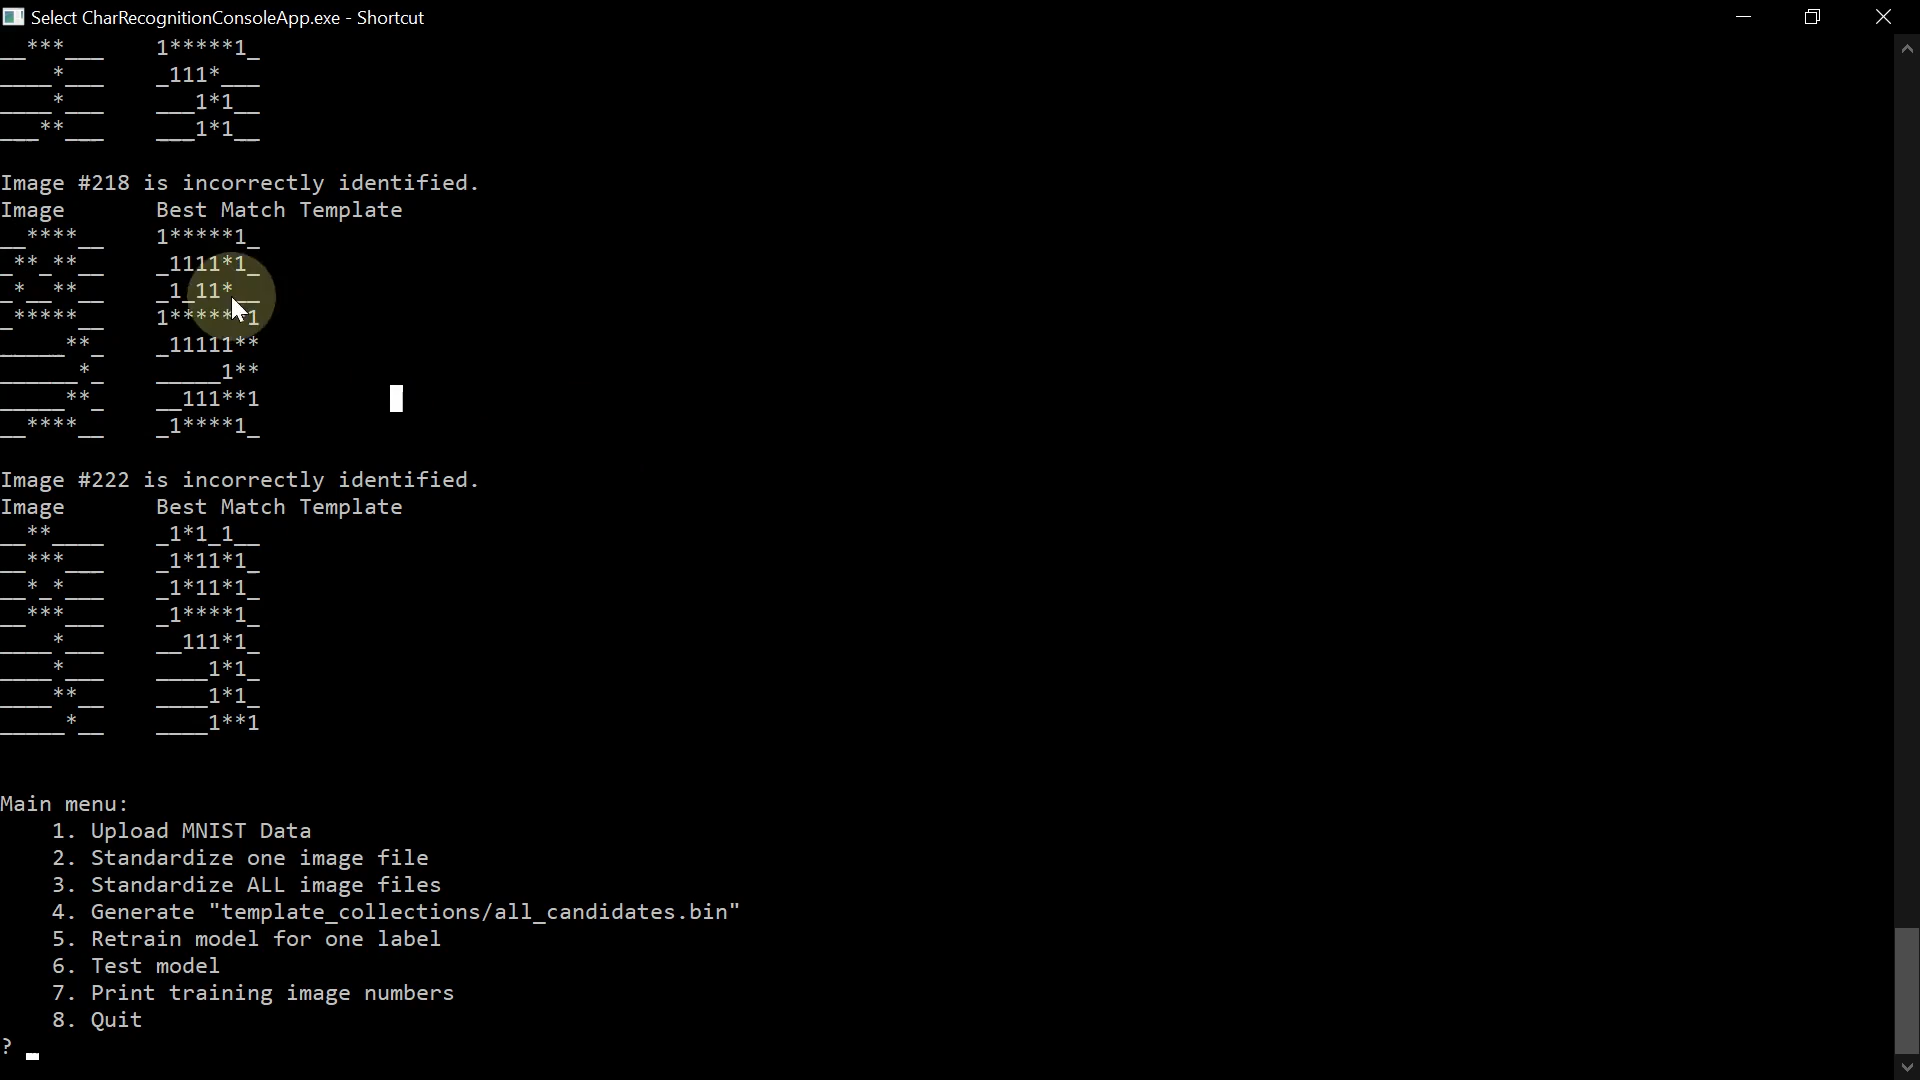 Select CharRecognitionConsoleApp.exe - Shortcut
__***___    1*****1_
____*___    _111*___
____*___    ___1*1__
___**___    ___1*1__
Image #218 is incorrectly identified.
Image       Best Match Template
__****__    1*****1_
_**_**__    _1111*1_
_*__**__    _1_11*__
_*****__    1******1
_____**_    _11111**
______*_    _____1**
_____**_    __111**1
__****__    _1****1_
Image #222 is incorrectly identified.
Image       Best Match Template
__**____    _1*1_1__
__***___    _1*11*1_
__*_*___    _1*11*1_
__***___    _1****1_
____*___    __111*1_
____*___    ____1*1_
____**__    ____1*1_
_____*__    ____1**1
Main menu:
    1. Upload MNIST Data
    2. Standardize one image file
    3. Standardize ALL image files
    4. Generate "template_collections/all_candidates.bin"
    5. Retrain model for one label
    6. Test model
    7. Print training image numbers
    8. Quit
? _